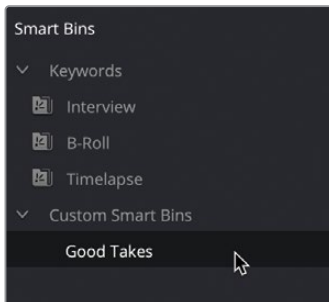 Smart Bins
Keywords
Interview
B-Roll
Timelapse
Custom Smart Bins
Good Takes